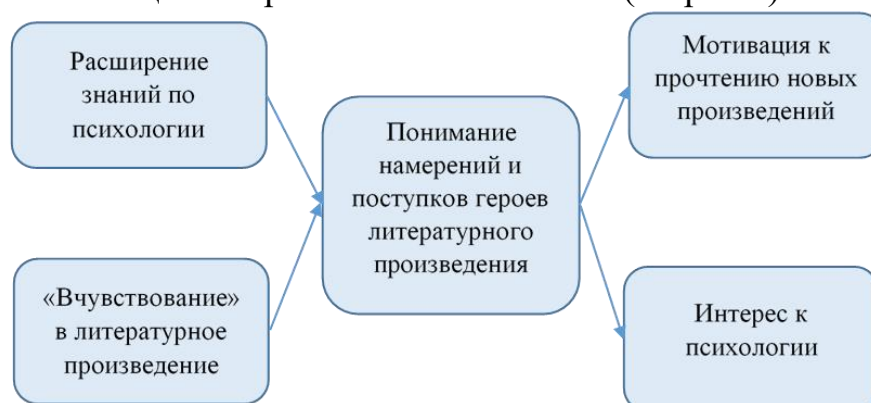 Расширение
знаний по
психологии
«Вчувствование»
в литературное
произведение
Понимание
намерений и
поступков героев
литературного
произведения
Мотивация к
прочтению новых
произведений
Интерес к
психологии